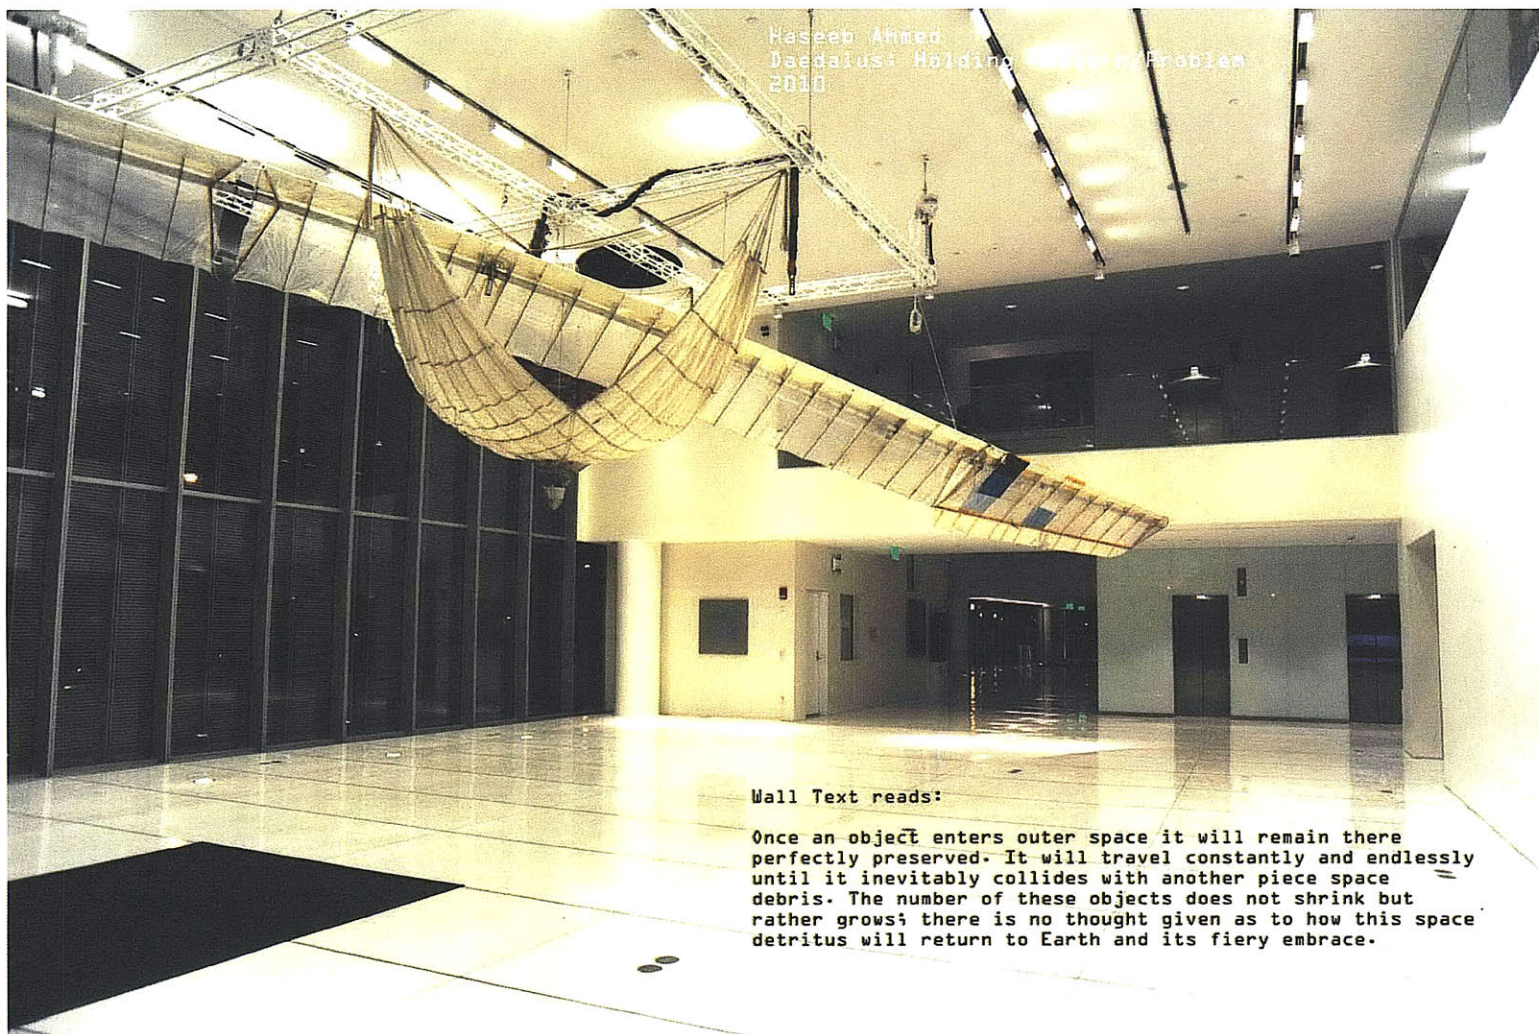 Haseeb Ahmed
Daedalus: Holding Problem
2010
Wall Text reads:
Once an object enters outer space it will remain there
perfectly preserved. It will travel constantly and endlessly
until it inevitably collides with another piece space
debris. The number of these objects does not shrink but
rather grows; there is no thought given as to how this space
detritus will return to Earth and its fiery embrace.